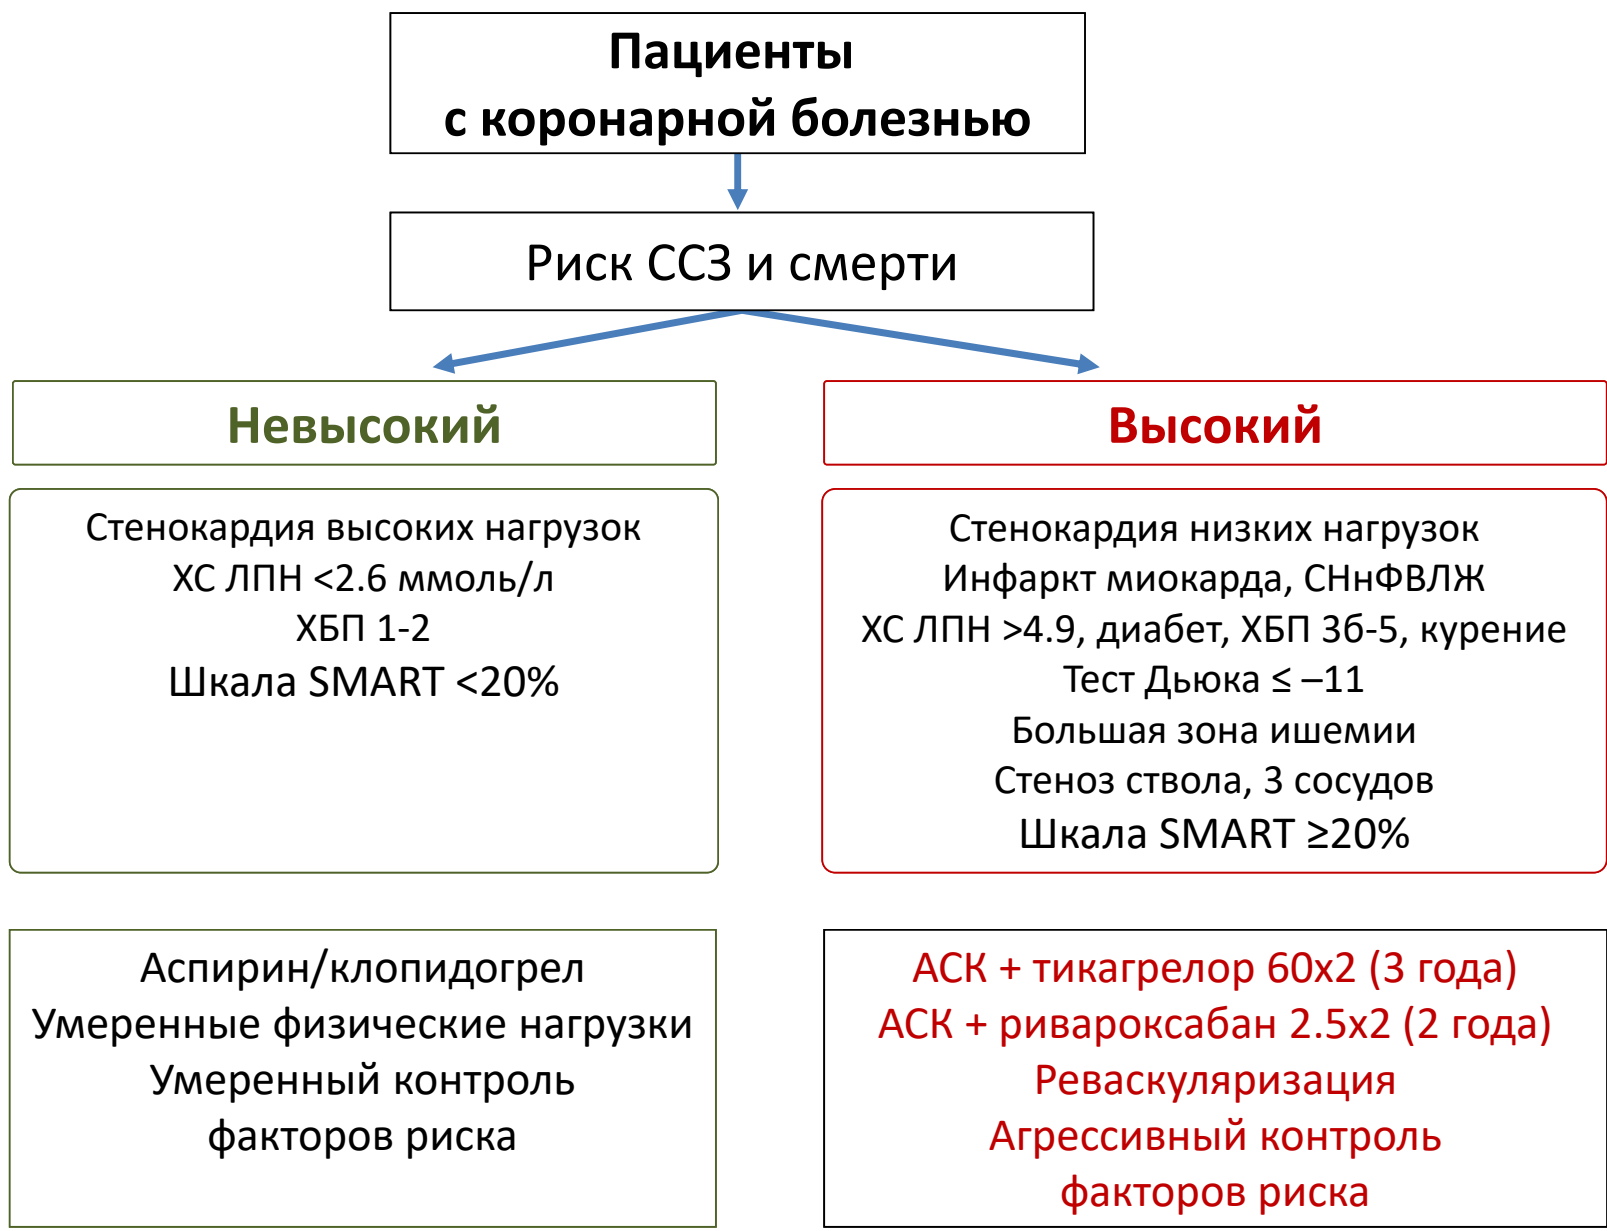 Пациенты
с коронарной болезнью
Риск ССЗ и смерти
Невысокий
Стенокардия высоких нагрузок
ХС ЛПН <2.6 ммоль/л
ХБП 1-2
Шкала SMART <20%
Аспирин/клопидогрел
Умеренные физические нагрузки
Умеренный контроль
факторов риска
Высокий
Стенокардия низких нагрузок
Инфаркт миокарда, СНнФВЛЖ
ХС ЛПН >4.9, диабет, ХБП 3б-5, курение
Тест Дьюка ≤ –11
Большая зона ишемии
Стеноз ствола, 3 сосудов
Шкала SMART ≥20%
АСК + тикагрелор 60х2 (3 года)
АСК + ривароксабан 2.5х2 (2 года)
Реваскуляризация
Агрессивный контроль
факторов риска